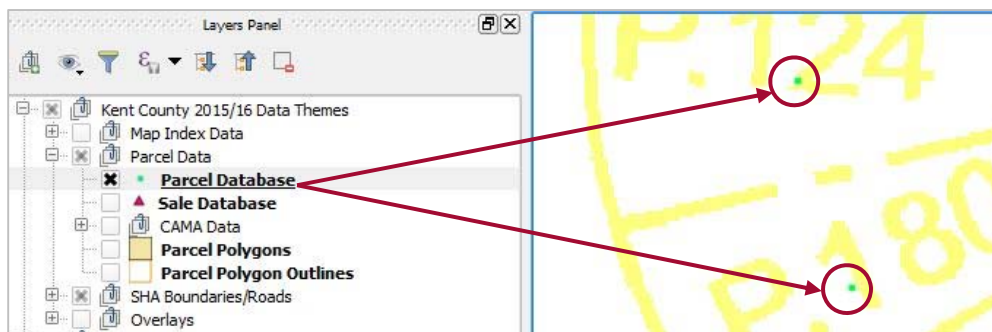 Layers Panel
Kent County 2015/16 Data Themes
Map Index Data
Parcel Data
Parcel Database
Sale Database
CAMA Data
Parcel Polygons
Parcel Polygon Outlines
SHA Boundaries/Roads
Overlays
P.124
P. 80